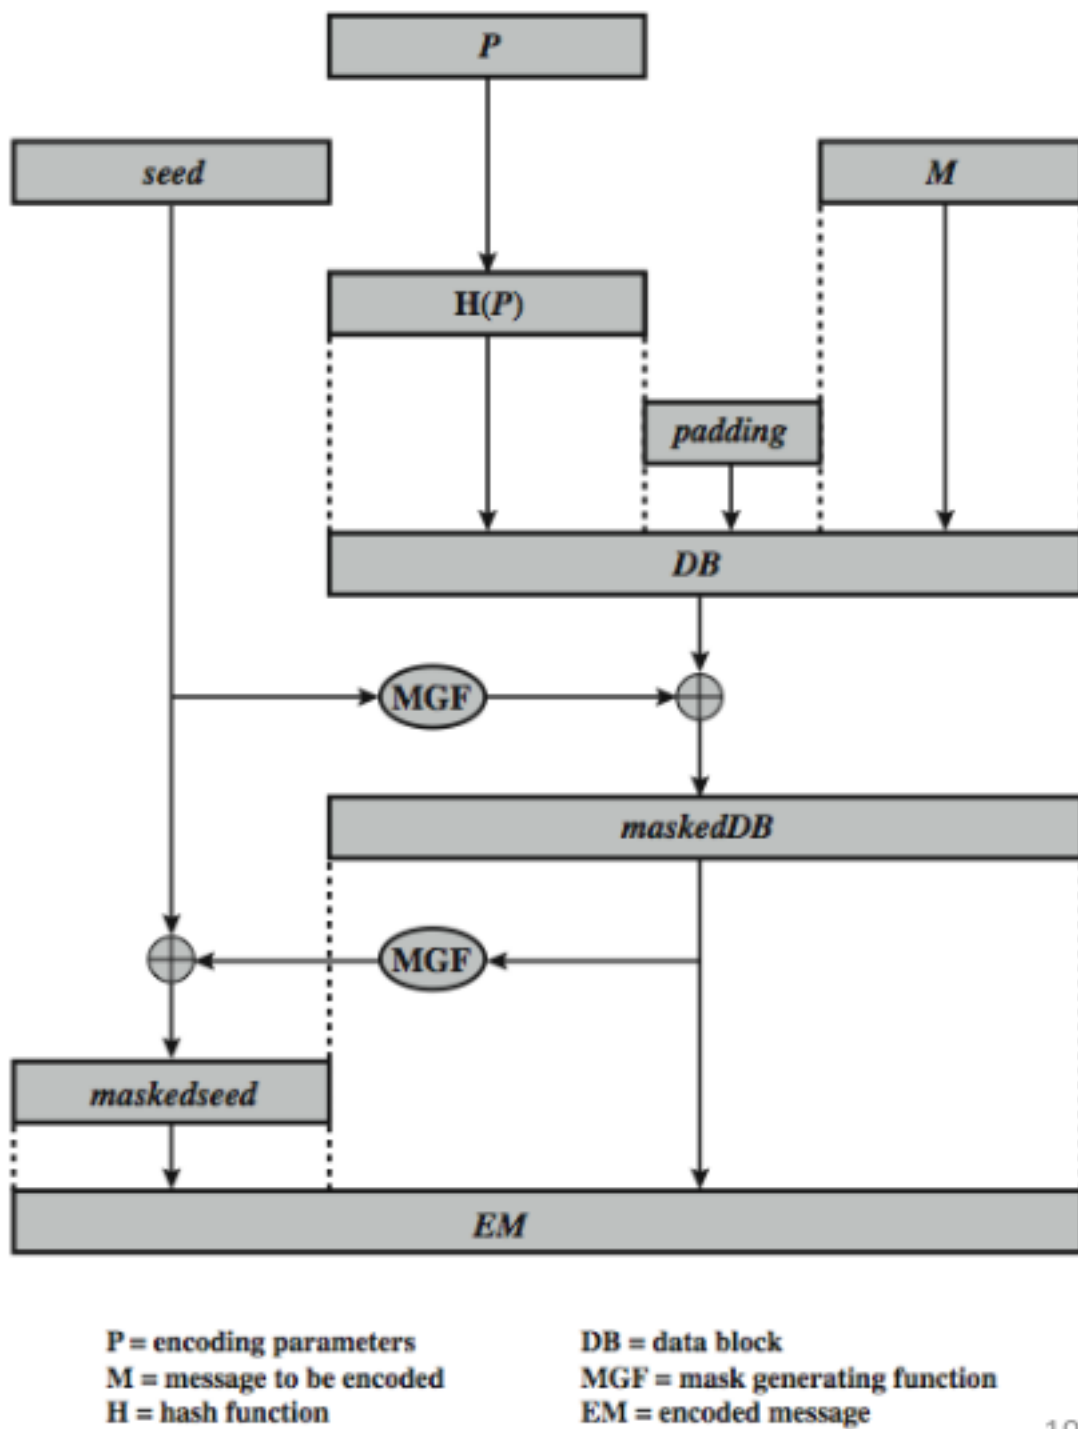 P
seed
M
H(P)
padding
DB
MGF
maskedDB
MGF
maskedseed
EM
P = encoding parameters
DB = data block
M = message to be encoded
MGF = mask generating function
H = hash function
EM = encoded message